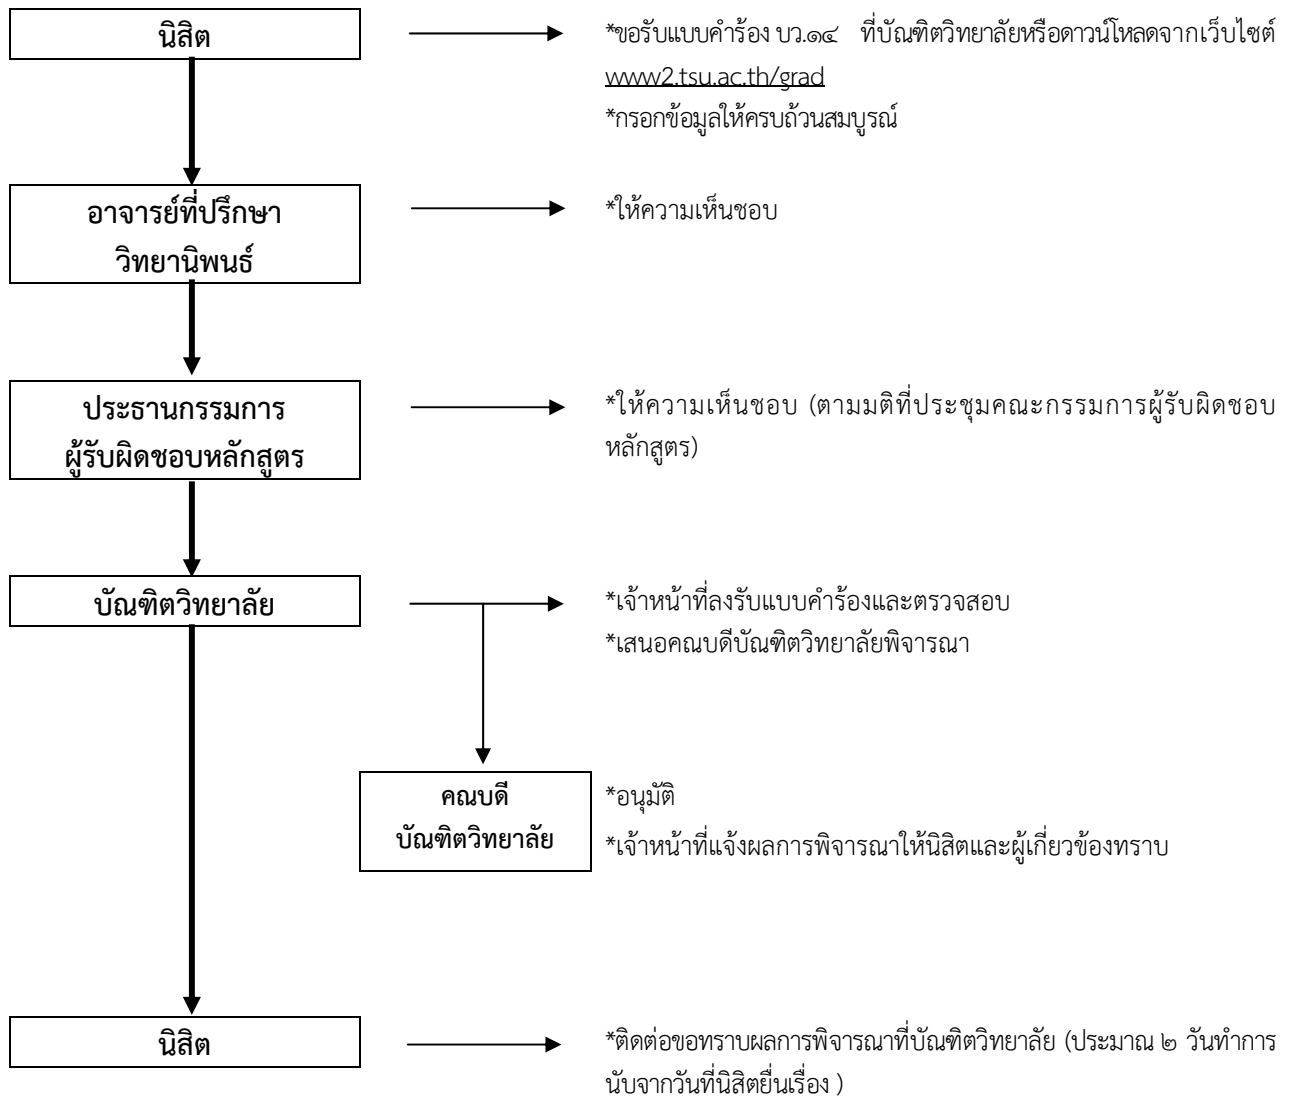 นิสิต
*ขอรับแบบคำร้อง บว.๑๔ ที่บัณฑิตวิทยาลัยหรือดาวน์โหลดจากเว็บไซต์
www2.tsu.ac.th/grad
*กรอกข้อมูลให้ครบถ้วนสมบูรณ์
อาจารย์ที่ปรึกษา
วิทยานิพนธ์
*ให้ความเห็นชอบ
ประธานกรรมการ
ผู้รับผิดชอบหลักสูตร
*ให้ความเห็นชอบ (ตามมติที่ประชุมคณะกรรมการผู้รับผิดชอบ
หลักสูตร)
บัณฑิตวิทยาลัย
*เจ้าหน้าที่ลงรับแบบคำร้องและตรวจสอบ
*เสนอคณบดีบัณฑิตวิทยาลัยพิจารณา
คณบดี
บัณฑิตวิทยาลัย
*อนุมัติ
*เจ้าหน้าที่แจ้งผลการพิจารณาให้นิสิตและผู้เกี่ยวข้องทราบ
นิสิต
*ติดต่อขอทราบผลการพิจารณาที่บัณฑิตวิทยาลัย (ประมาณ ๒ วันทำการ
นับจากวันที่นิสิตยื่นเรื่อง )